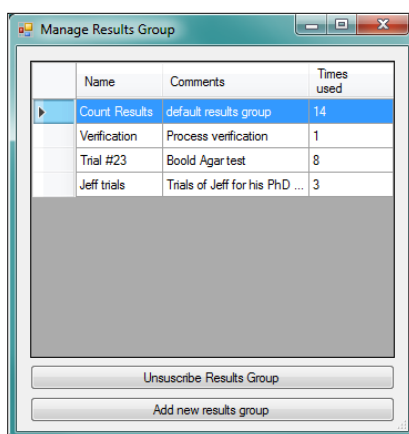 Manage Results Group
Name Comments Times used
Count Results default results group 14
Verification Process verification 1
Trial #23 Boold Agar test 8
Jeff trials Trials of Jeff for his PhD ... 3
Unsuscribe Results Group
Add new results group